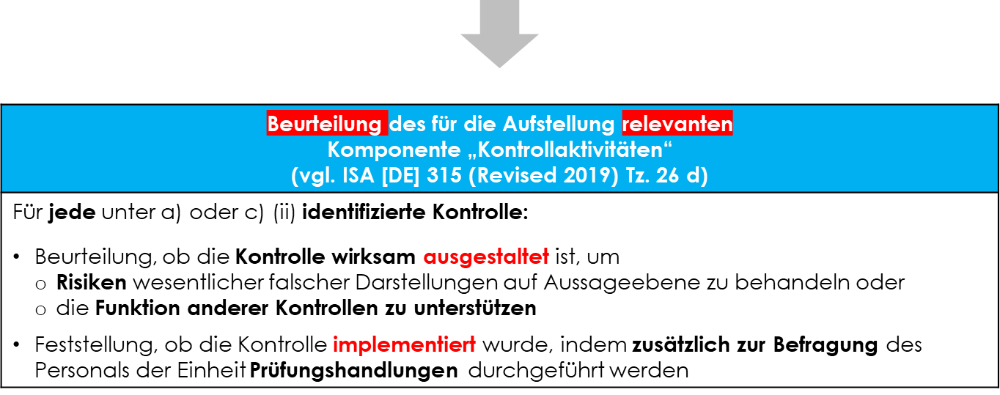 Beurteilung des für die Aufstellung relevanten
Komponente „Kontrollaktivitäten“
(vgl. ISA [DE] 315 (Revised 2019) Tz. 26 d)
Für jede unter a) oder c) (ii) identifizierte Kontrolle:
• Beurteilung, ob die Kontrolle wirksam ausgestaltet ist, um
o Risiken wesentlicher falscher Darstellungen auf Aussageebene zu behandeln oder
o die Funktion anderer Kontrollen zu unterstützen
• Feststellung, ob die Kontrolle implementiert wurde, indem zusätzlich zur Befragung des
Personals der Einheit Prüfungshandlungen durchgeführt werden